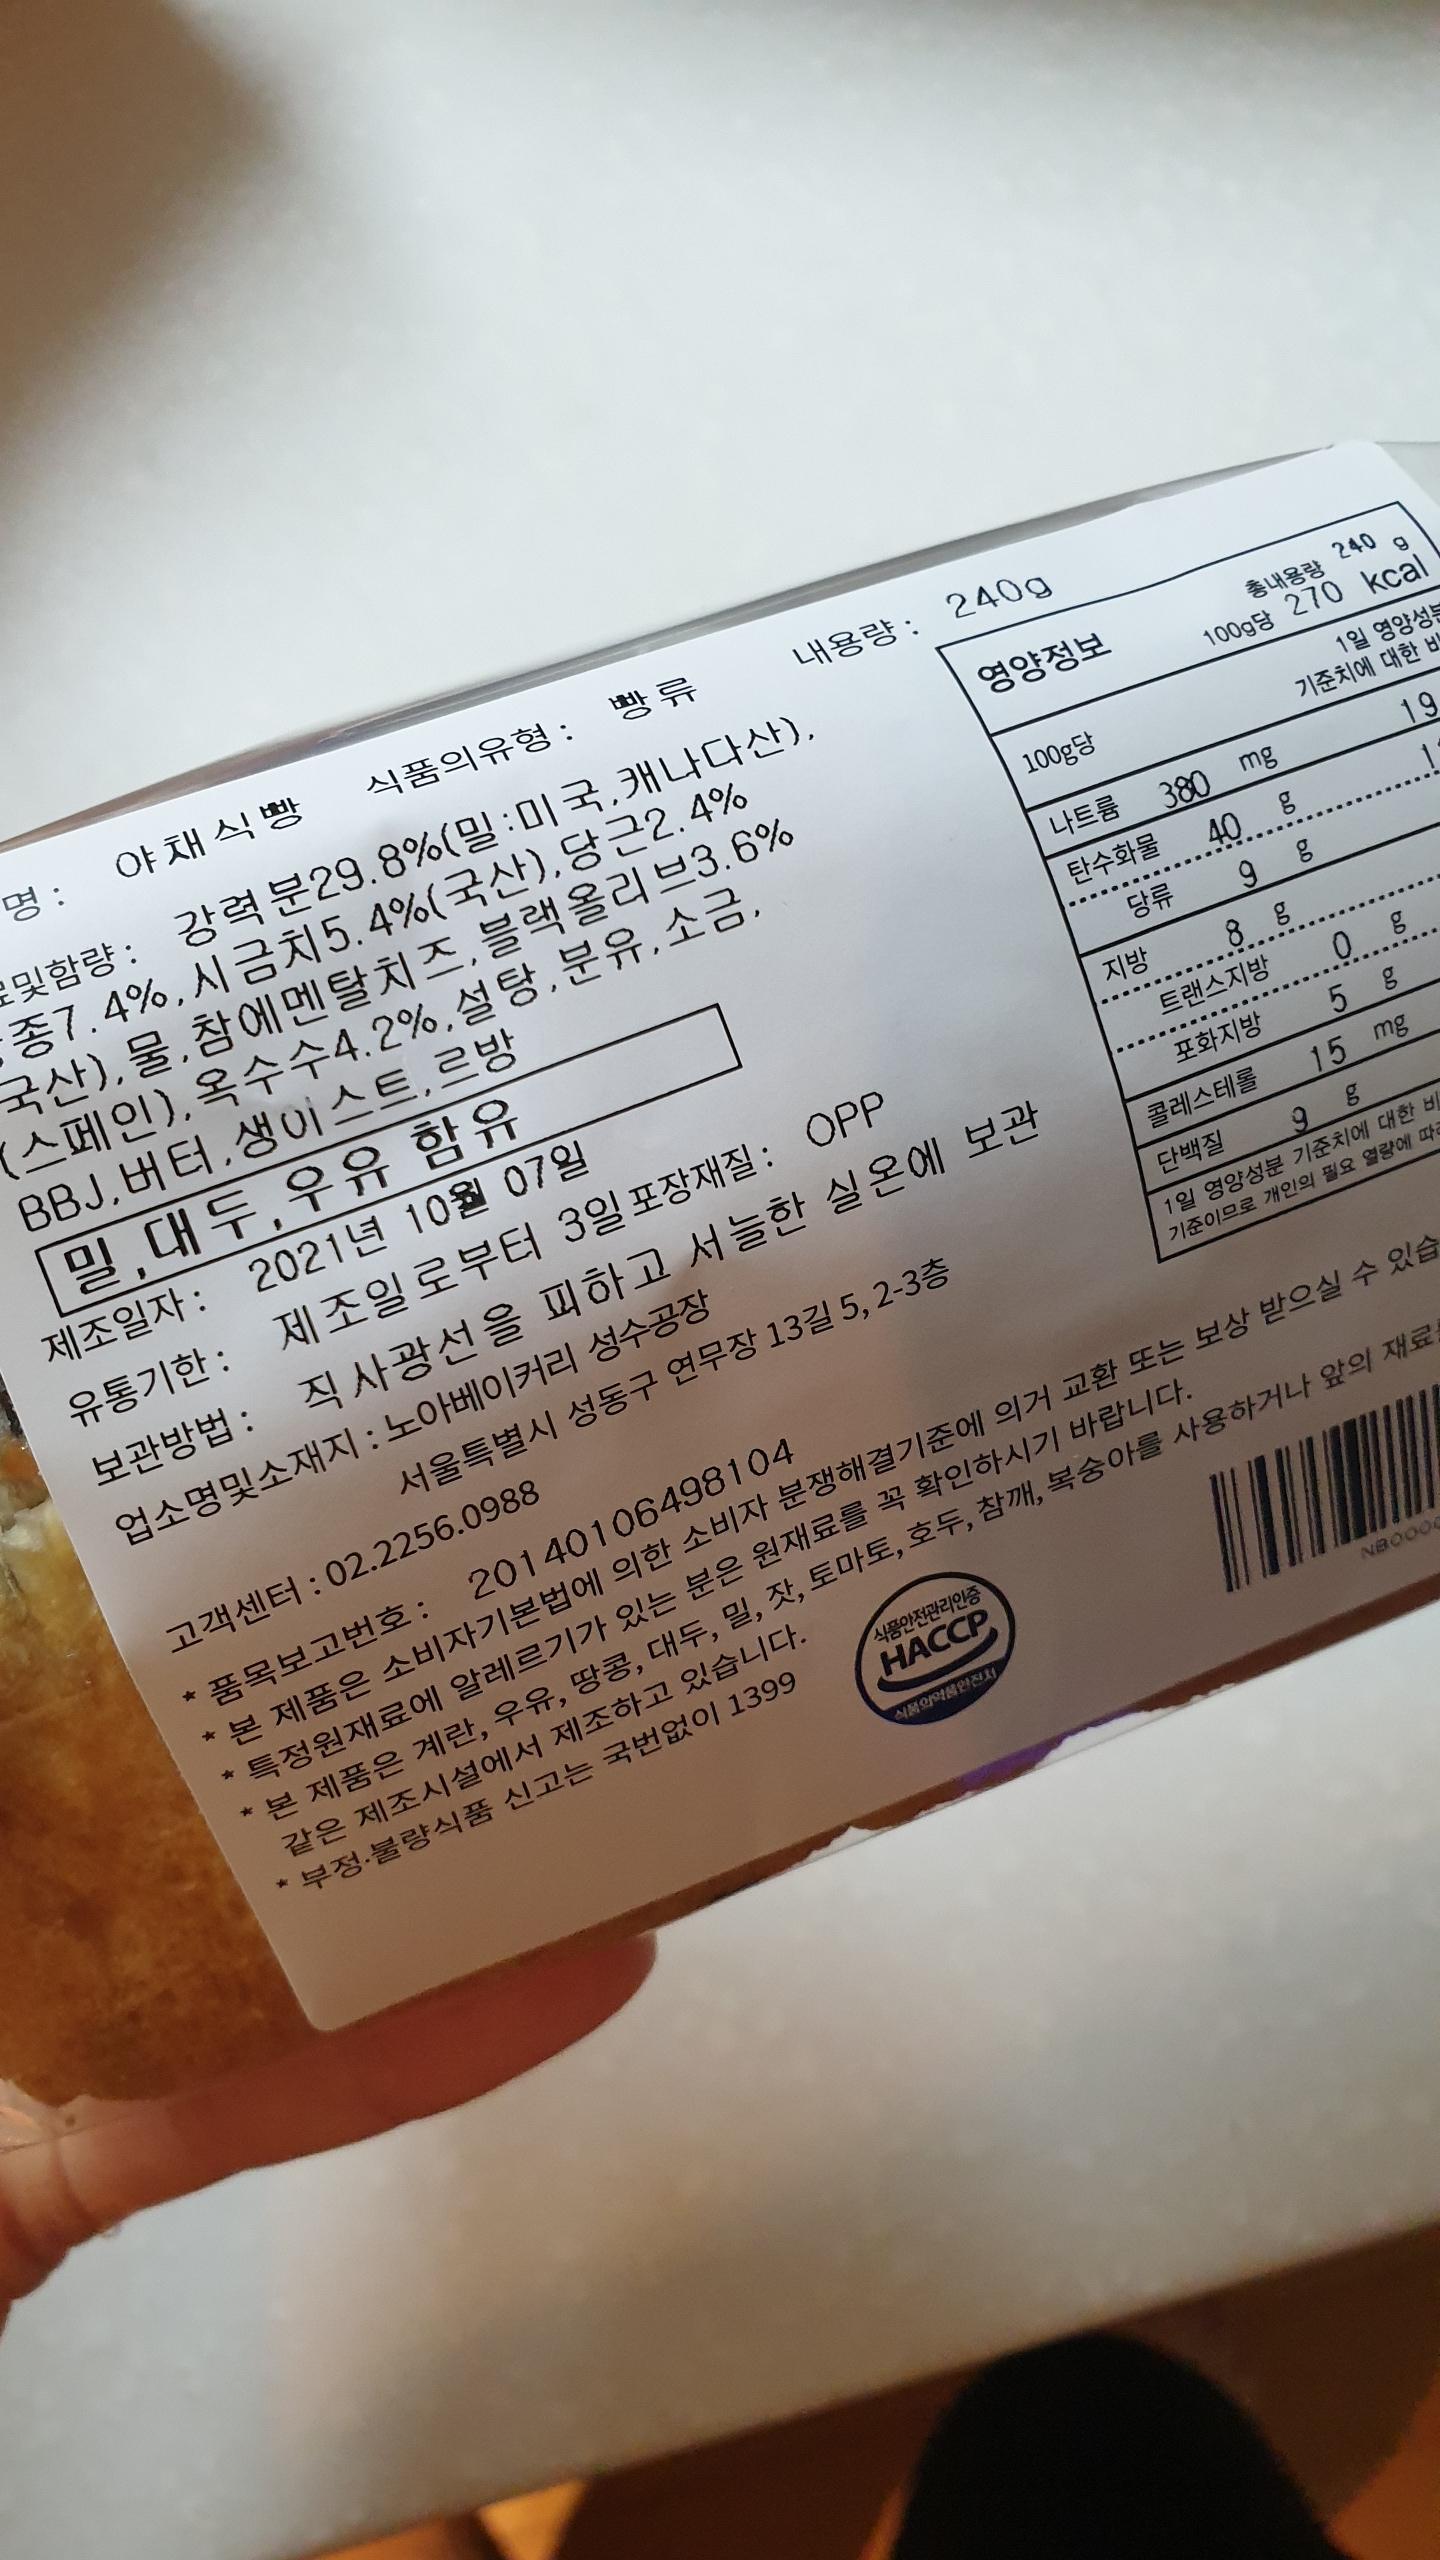 명 : 야채식빵 식품의유형 : 빵류 내용량 : 240g
및함량 : 강력분29.8%(밀:미국,캐나다산),
종7.4%,시금치5.4%(국산),당근2.4%
국산),물,참에멘탈치즈,블랙올리브3.6%
(스페인),옥수수4.2%,설탕,분유,소금,
BBJ,버터,생이스트,르방
밀,대두,우유 함유
제조일자 : 2021년 10월 07일
유통기한 : 제조일로부터 3일 포장재질 : OPP
보관방법 : 직사광선을 피하고 서늘한 실온에 보관
업소명및소재지 : 노아베이커리 성수공장
서울특별시 성동구 연무장 13길 5, 2-3층
고객센터 : 02.2256.0988
* 품목보고번호 : 20140106498104
* 본 제품은 소비자기본법에 의한 소비자 분쟁해결기준에 의거 교환 또는 보상 받으실 수 있습
* 특정원재료에 알레르기가 있는 분은 원재료를 꼭 확인하시기 바랍니다.
* 본 제품은 계란, 우유, 땅콩, 대두, 밀, 잣, 토마토, 호두, 참깨, 복숭아를 사용하거나 앞의 재료
같은 제조시설에서 제조하고 있습니다.
* 부정·불량식품 신고는 국번없이 1399
식품안전관리인증
HACCP
식품의약품안전처
영양정보
총내용량 240 g
100g당 270 kcal
100g당
1일 영양성분
기준치에 대한 비
나트륨 380 mg 19
탄수화물 40 g
당류 9 g
지방 8 g
트랜스지방 0 g
포화지방 5 g
콜레스테롤 15 mg
단백질 9 g
1일 영양성분 기준치에 대한 비
기준이므로 개인의 필요 열량에 따라